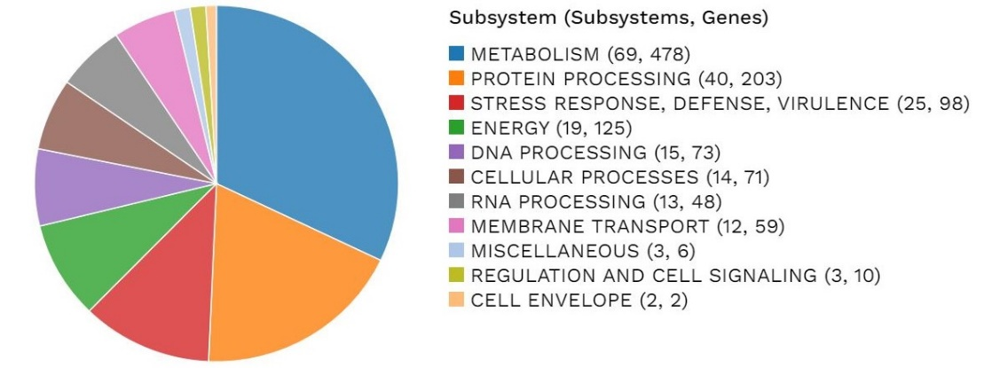 Subsystem (Subsystems, Genes)
METABOLISM (69, 478)
PROTEIN PROCESSING (40, 203)
STRESS RESPONSE, DEFENSE, VIRULENCE (25, 98)
ENERGY (19, 125)
DNA PROCESSING (15, 73)
CELLULAR PROCESSES (14, 71)
RNA PROCESSING (13, 48)
MEMBRANE TRANSPORT (12, 59)
MISCELLANEOUS (3, 6)
REGULATION AND CELL SIGNALING (3, 10)
CELL ENVELOPE (2, 2)